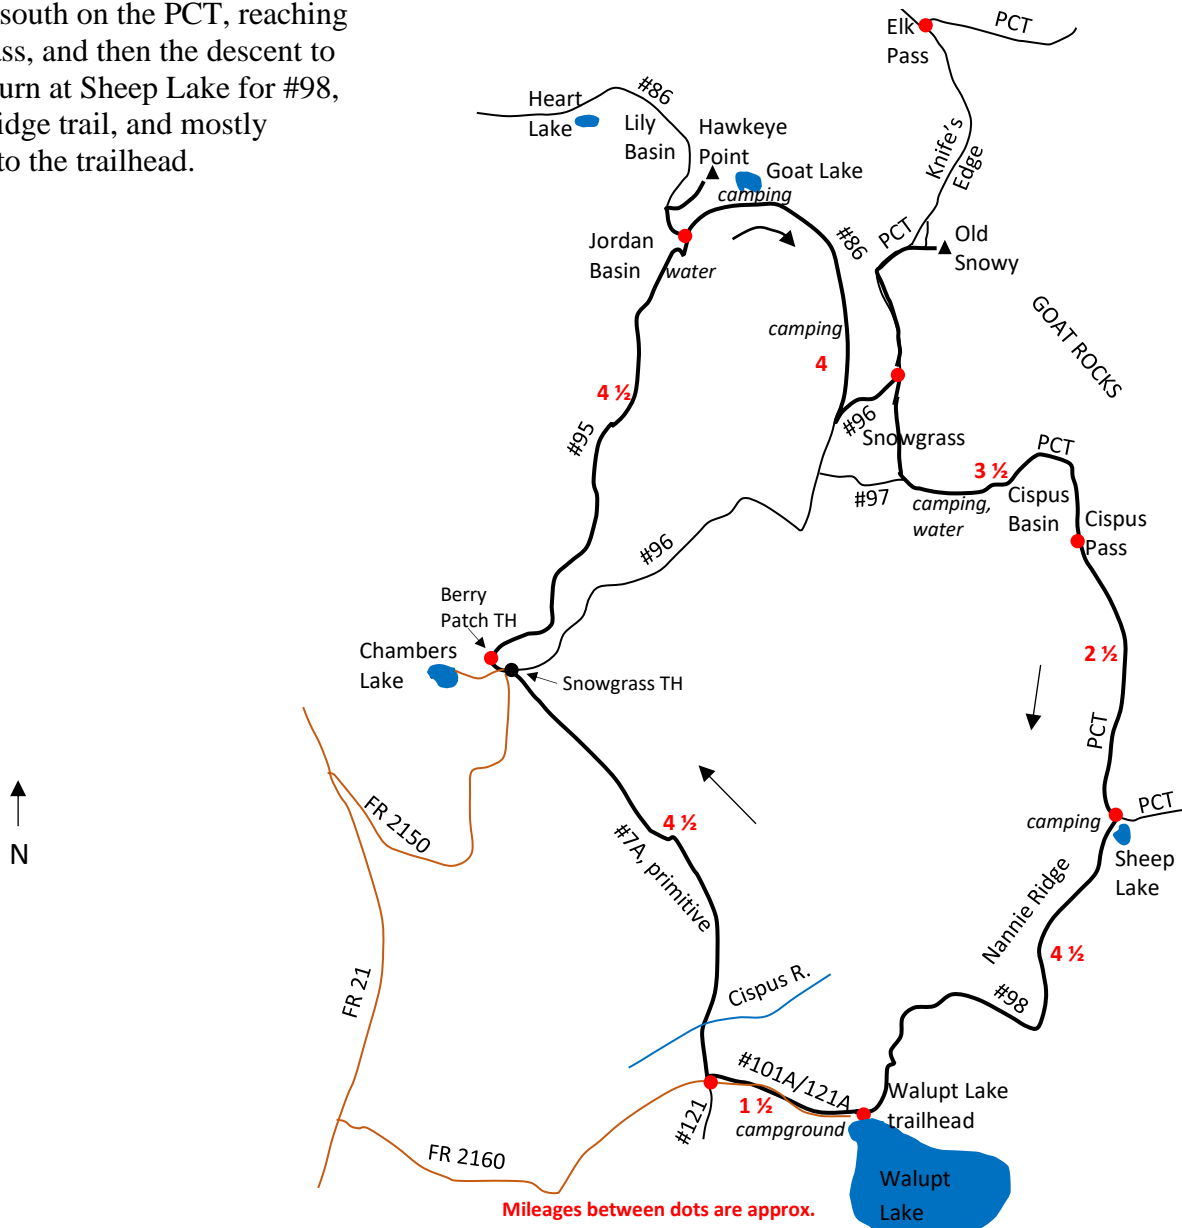 south on the PCT, reaching
ass, and then the descent to
urn at Sheep Lake for #98,
idge trail, and mostly
to the trailhead.
Elk
Pass
PCT
Heart
Lake
#86
Lily
Basin
Hawkeye
Point
Goat Lake
camping
Knife's
Edge
Jordan
Basin
water
#86
PCT
Old
Snowy
GOAT ROCKS
camping
4
4 ½
#95
#96
Snowgrass
PCT
3 ½
#97
camping,
water
Cispus
Basin
Cispus
Pass
#96
Berry
Patch TH
Chambers
Lake
Snowgrass TH
2 ½
PCT
N
FR 2150
4 ½
#7A, primitive
camping
PCT
Sheep
Lake
Nannie Ridge
4 ½
FR 21
Cispus R.
#98
#101A/121A
Walupt Lake
trailhead
1 ½
campground
#121
FR 2160
Walupt
Lake
Mileages between dots are approx.